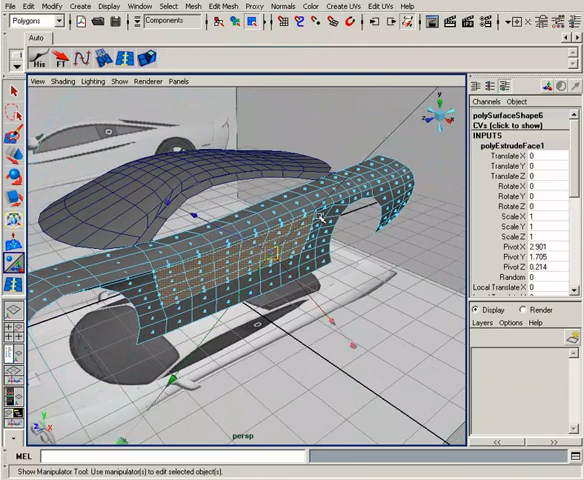 File Edit Modify Create Display Window Assets Select Mesh Edit Mesh Proxy Normals Color Create UVs Edit UVs
Polygons
Components
Auto
His FT
View Shading Lighting Show Renderer Panels
Channels Object
polySurfaceShape6
CVs (click to show)
INPUTS
polyExtrudeFace1
Translate X 0
Translate Y 0
Translate Z 0
Rotate X 0
Rotate Y 0
Rotate Z 0
Scale X 1
Scale Y 1
Scale Z 1
Pivot X 2.901
Pivot Y 1.705
Pivot Z 0.214
Random 0
Local Translate X 0
Display Render
Layers Options Help
y
z
x
y
z
x
persp
MEL
Show Manipulator Tool: Use manipulator(s) to edit selected object(s).